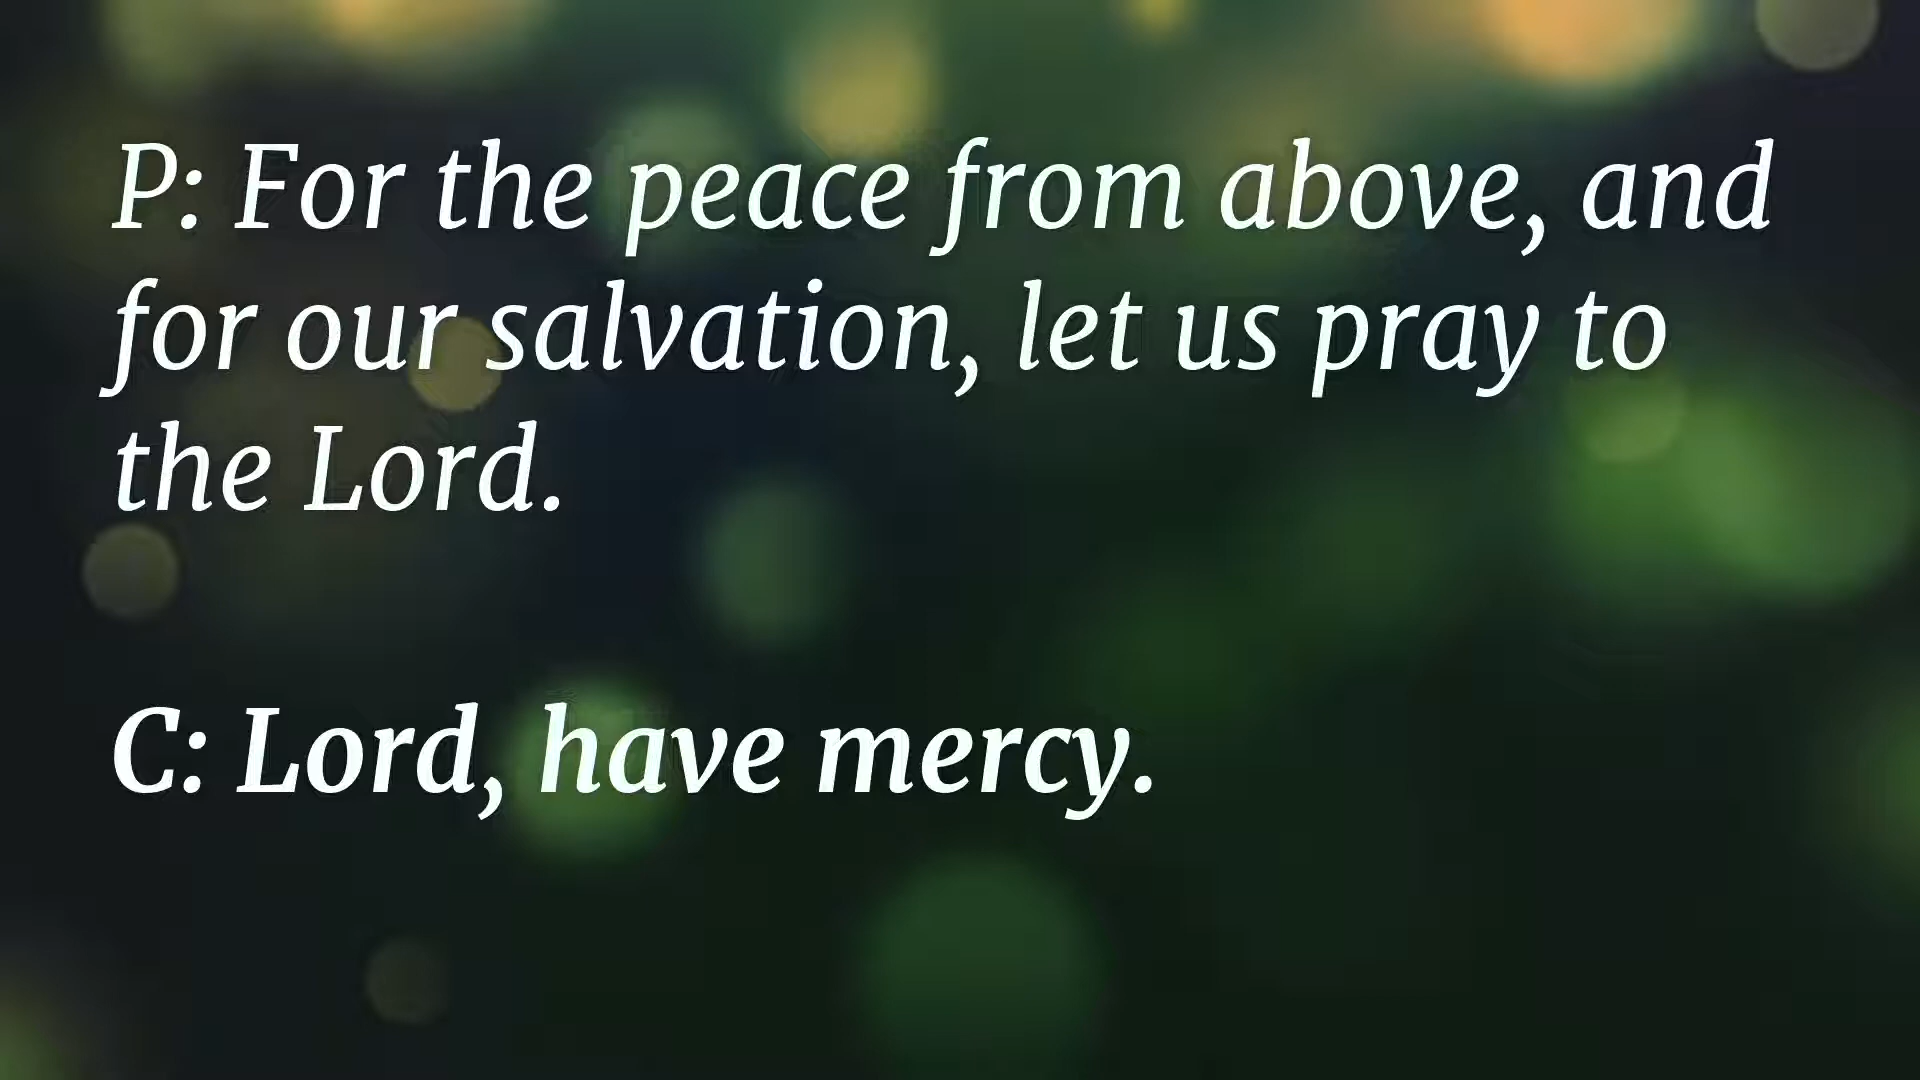 P: For the peace from above, and
for our salvation, let us pray to
the Lord.
C: Lord, have mercy.